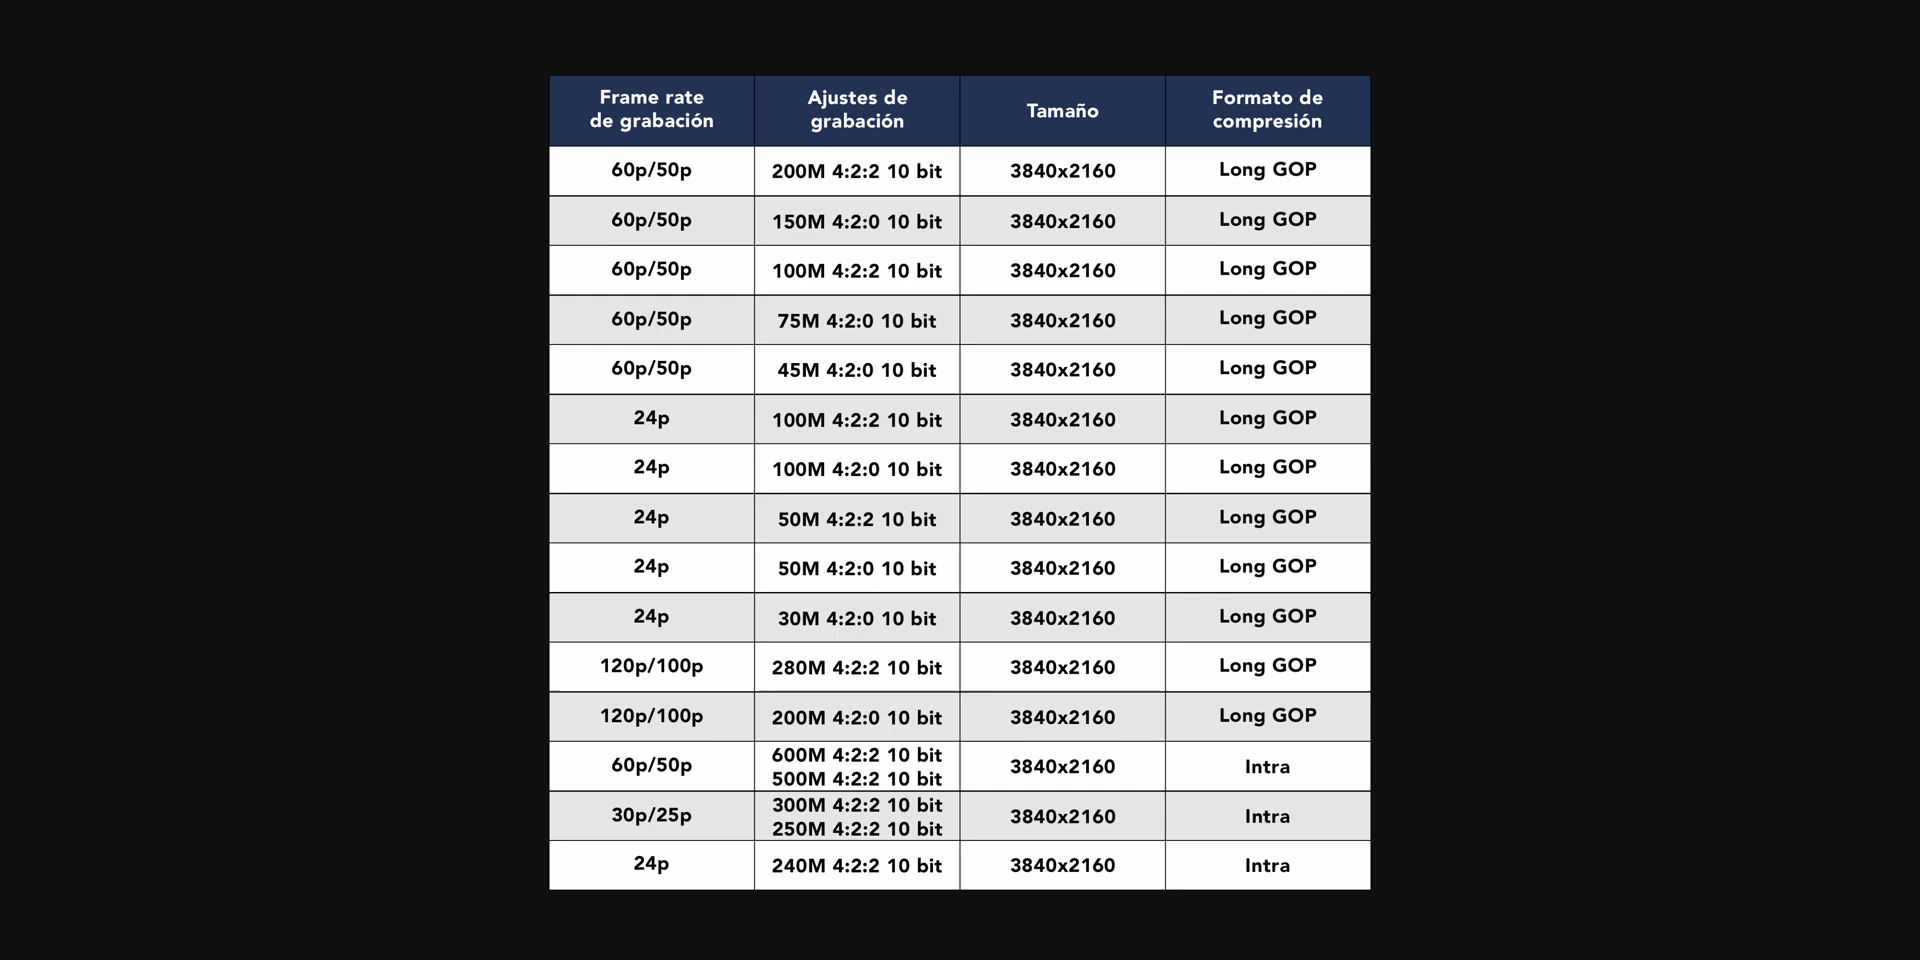 Frame rate de grabación | Ajustes de grabación | Tamaño | Formato de compresión
60p/50p | 200M 4:2:2 10 bit | 3840x2160 | Long GOP
60p/50p | 150M 4:2:0 10 bit | 3840x2160 | Long GOP
60p/50p | 100M 4:2:2 10 bit | 3840x2160 | Long GOP
60p/50p | 75M 4:2:0 10 bit | 3840x2160 | Long GOP
60p/50p | 45M 4:2:0 10 bit | 3840x2160 | Long GOP
24p | 100M 4:2:2 10 bit | 3840x2160 | Long GOP
24p | 100M 4:2:0 10 bit | 3840x2160 | Long GOP
24p | 50M 4:2:2 10 bit | 3840x2160 | Long GOP
24p | 50M 4:2:0 10 bit | 3840x2160 | Long GOP
24p | 30M 4:2:0 10 bit | 3840x2160 | Long GOP
120p/100p | 280M 4:2:2 10 bit | 3840x2160 | Long GOP
120p/100p | 200M 4:2:0 10 bit | 3840x2160 | Long GOP
60p/50p | 600M 4:2:2 10 bit 500M 4:2:2 10 bit | 3840x2160 | Intra
30p/25p | 300M 4:2:2 10 bit 250M 4:2:2 10 bit | 3840x2160 | Intra
24p | 240M 4:2:2 10 bit | 3840x2160 | Intra